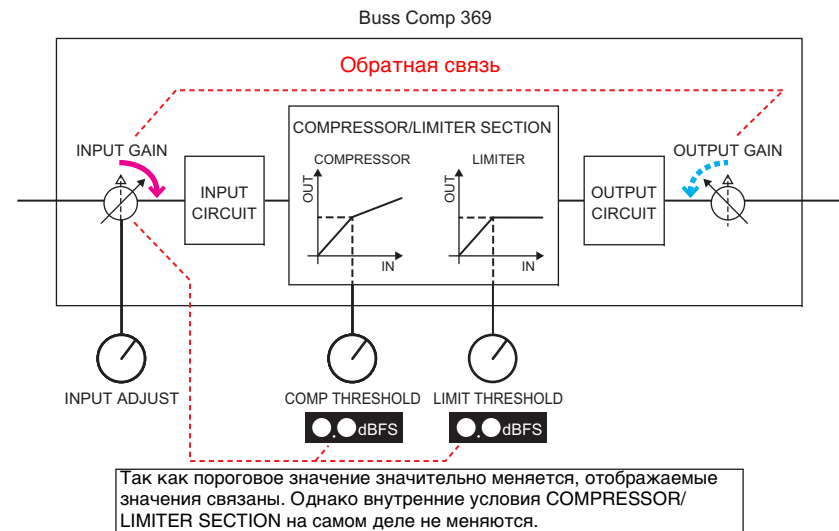 Buss Comp 369
Обратная связь
COMPRESSOR/LIMITER SECTION
INPUT GAIN
OUTPUT GAIN
COMPRESSOR
LIMITER
INPUT
CIRCUIT
OUT
IN
OUT
IN
OUTPUT
CIRCUIT
INPUT ADJUST
COMP THRESHOLD
LIMIT THRESHOLD
dBFS
dBFS
Так как пороговое значение значительно меняется, отображаемые
значения связаны. Однако внутренние условия COMPRESSOR/
LIMITER SECTION на самом деле не меняются.